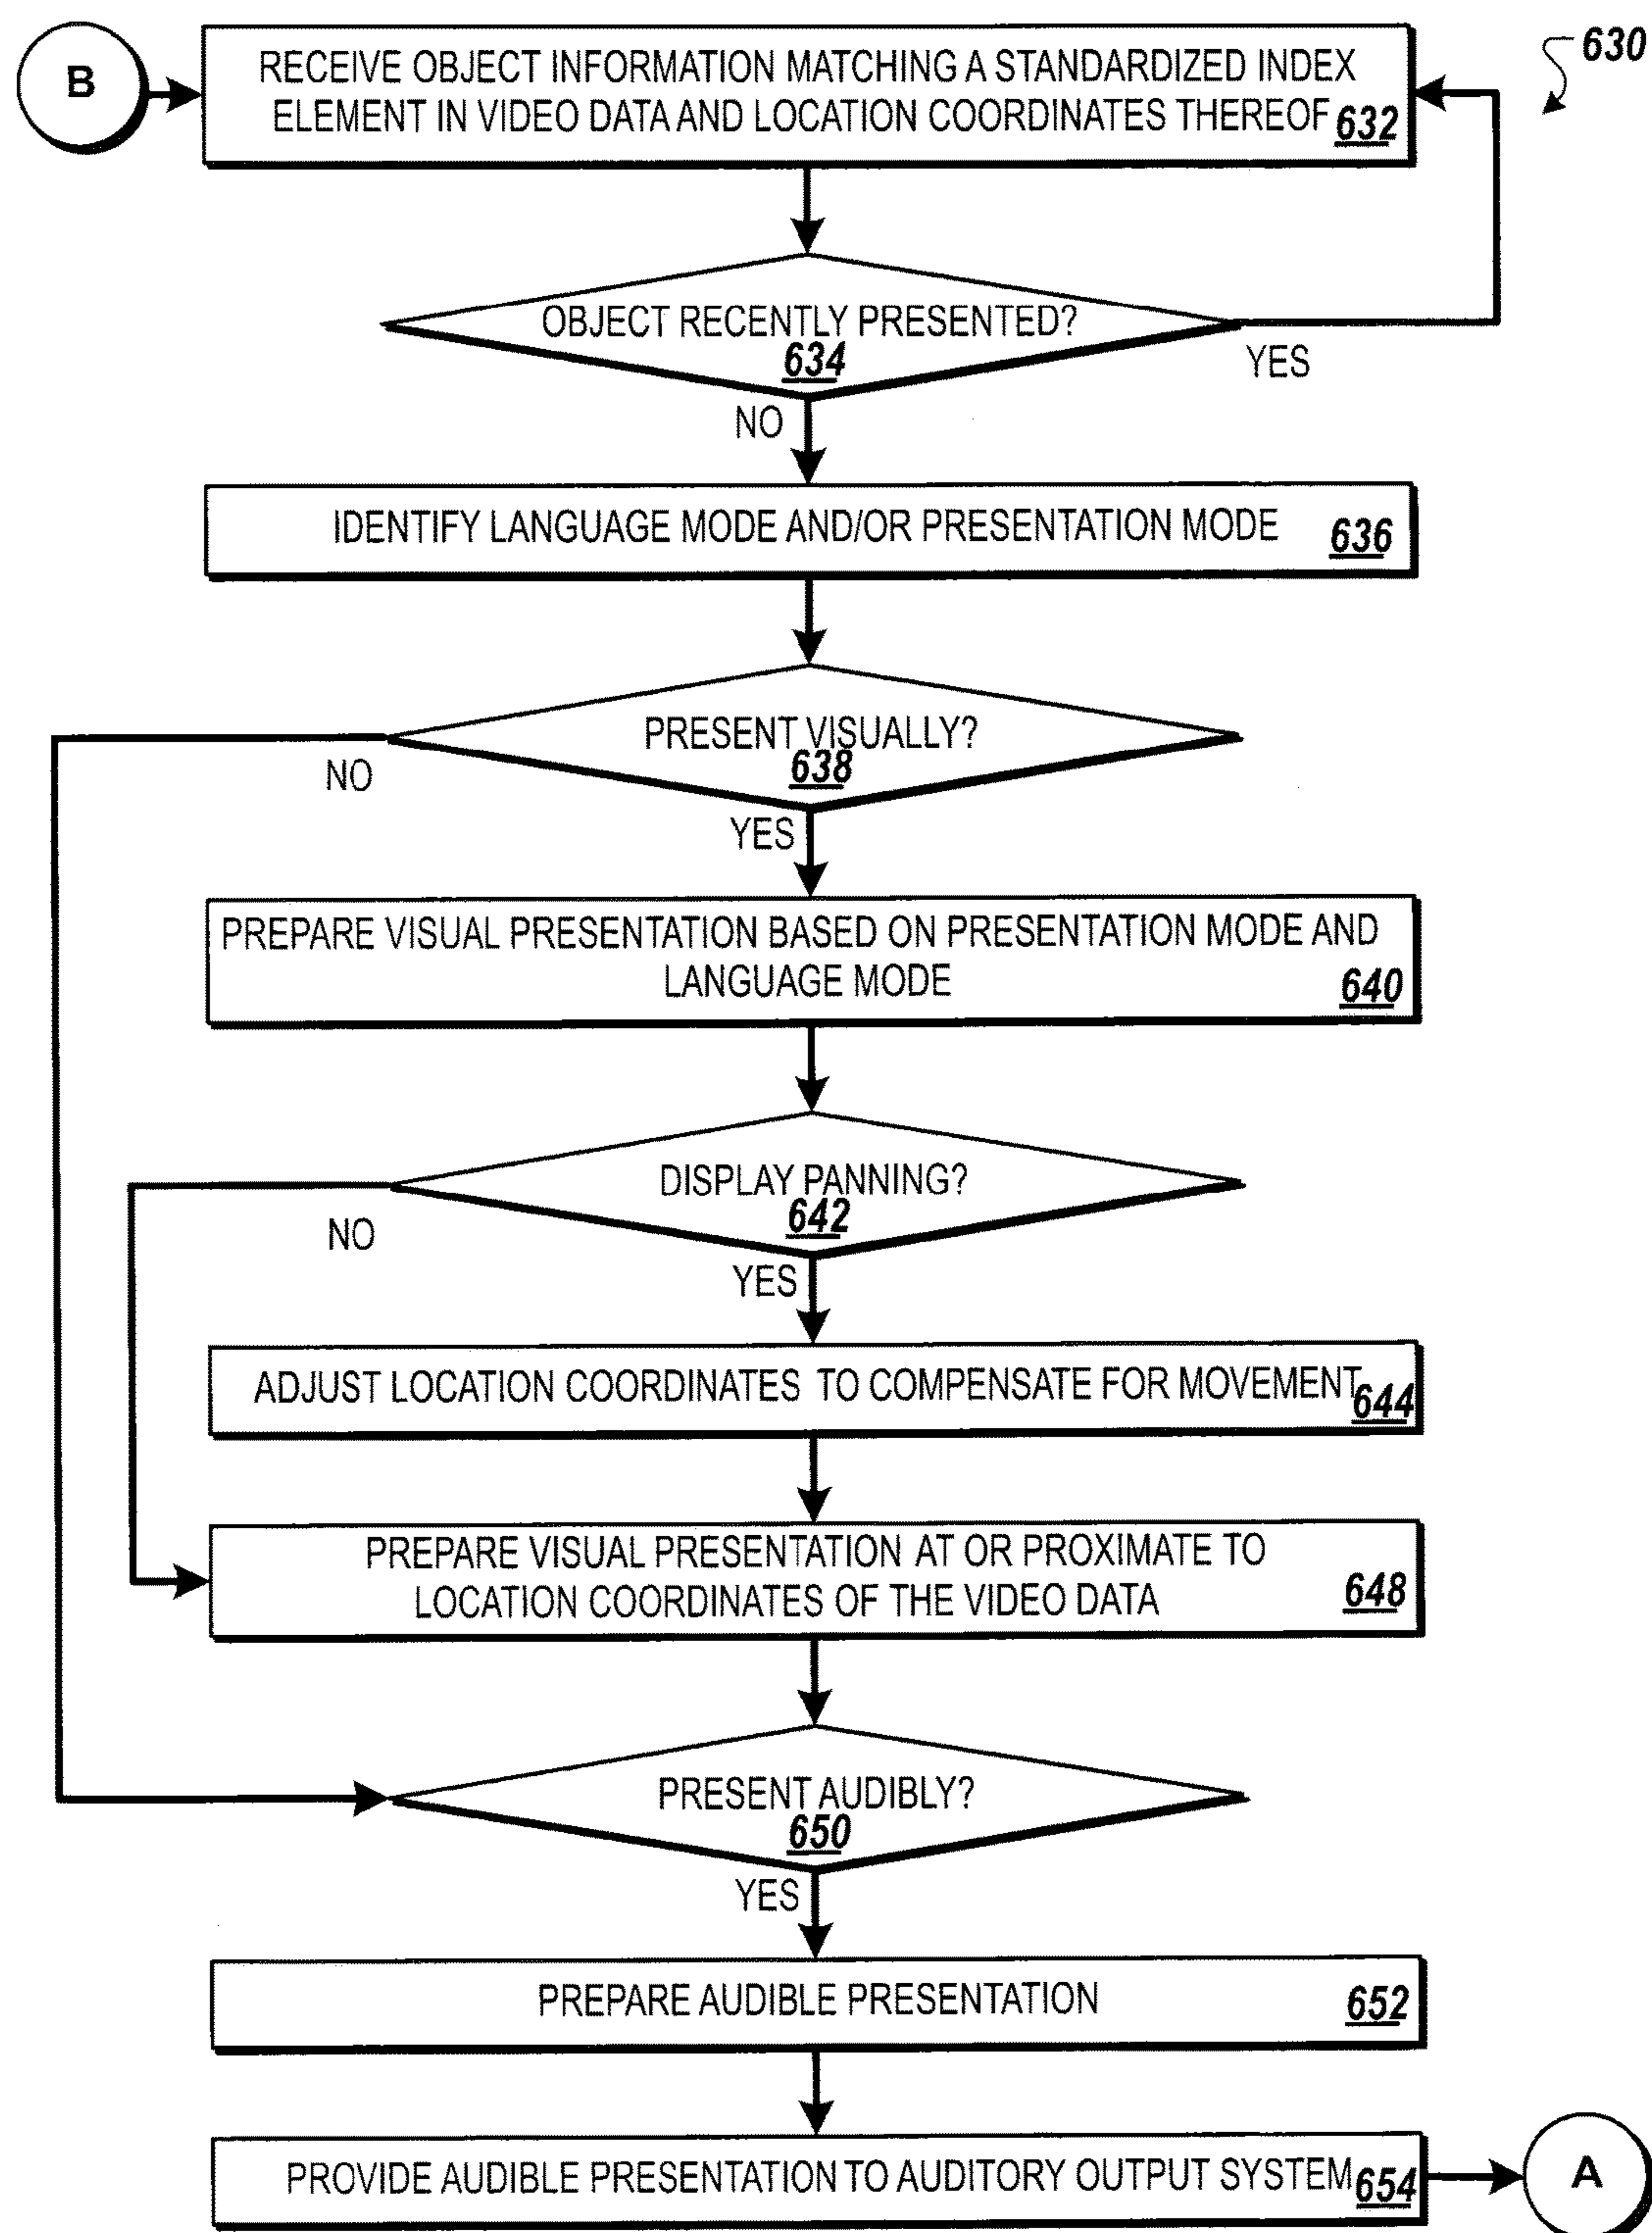 B
RECEIVE OBJECT INFORMATION MATCHING A STANDARDIZED INDEX
ELEMENT IN VIDEO DATA AND LOCATION COORDINATES THEREOF 632
630
OBJECT RECENTLY PRESENTED?
634
YES
NO
IDENTIFY LANGUAGE MODE AND/OR PRESENTATION MODE 636
PRESENT VISUALLY?
638
NO
YES
PREPARE VISUAL PRESENTATION BASED ON PRESENTATION MODE AND
LANGUAGE MODE 640
DISPLAY PANNING?
642
NO
YES
ADJUST LOCATION COORDINATES TO COMPENSATE FOR MOVEMENT 644
PREPARE VISUAL PRESENTATION AT OR PROXIMATE TO
LOCATION COORDINATES OF THE VIDEO DATA 648
PRESENT AUDIBLY?
650
YES
PREPARE AUDIBLE PRESENTATION 652
PROVIDE AUDIBLE PRESENTATION TO AUDITORY OUTPUT SYSTEM 654
A